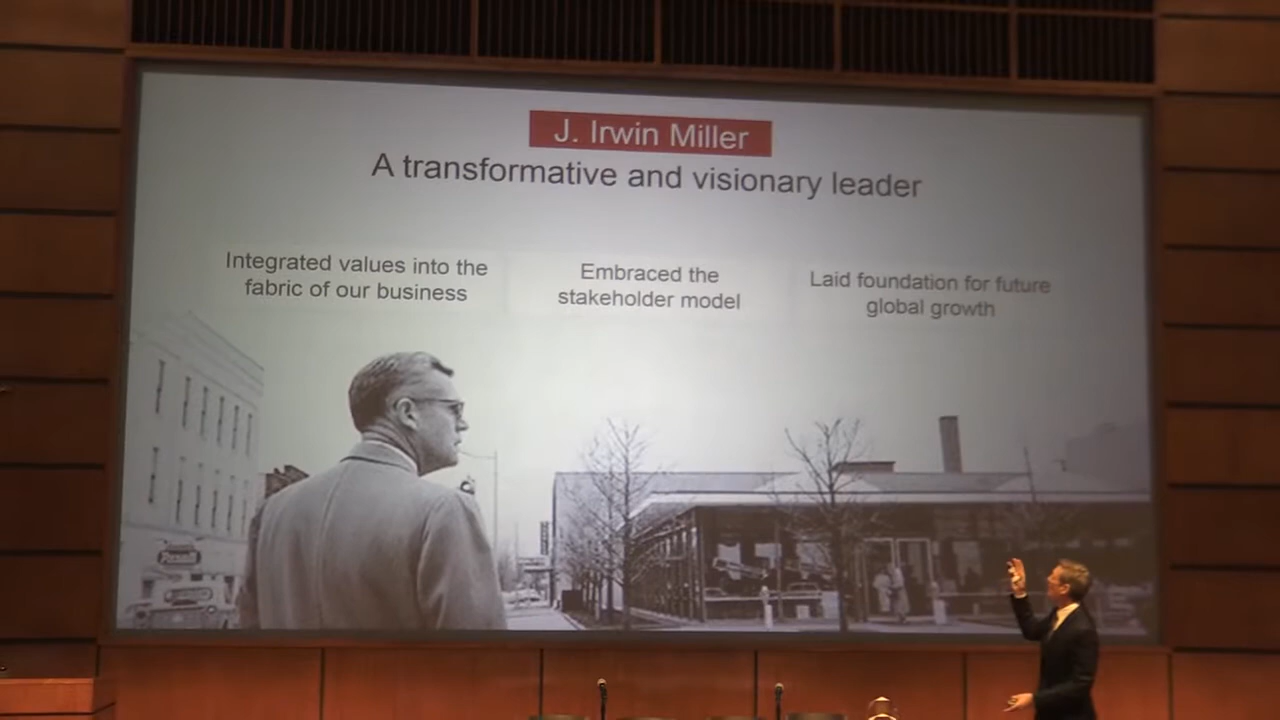 J. Irwin Miller
A transformative and visionary leader
Integrated values into the
fabric of our business
Embraced the
stakeholder model
Laid foundation for future
global growth